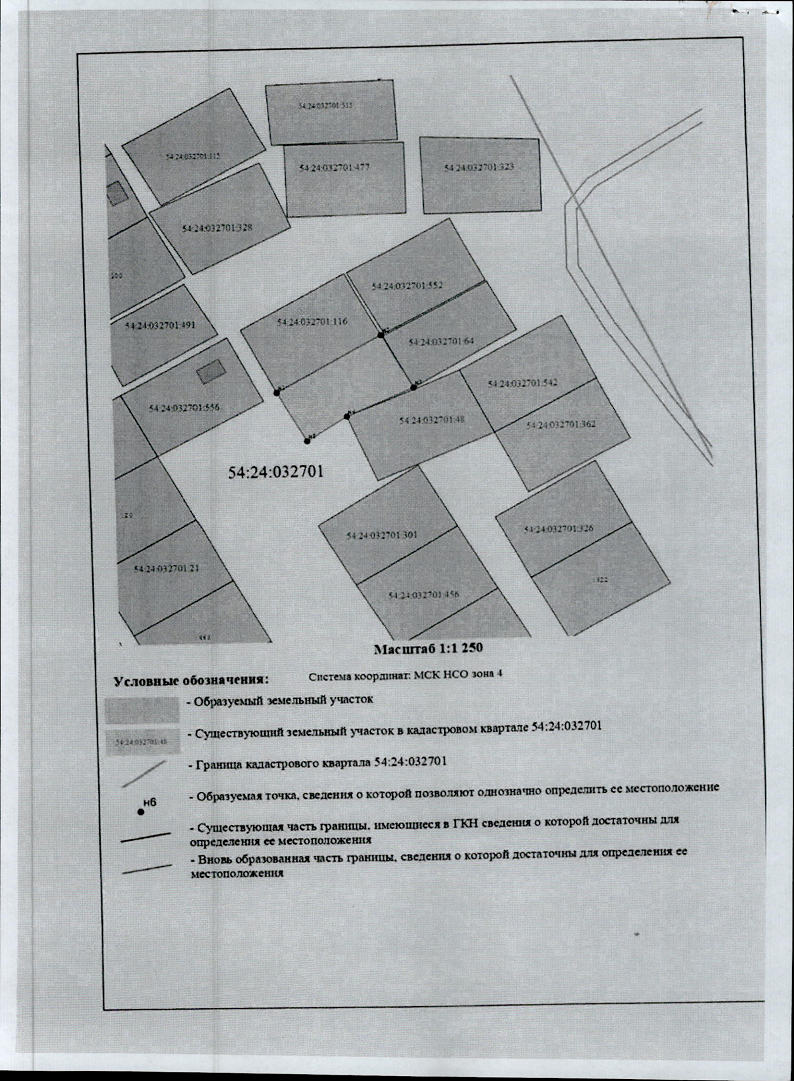 54:24:032701:477
54:24:032701:323
54:24:032701:328
54:24:032701:552
54:24:032701:491
54:24:032701:116
54:24:032701:64
54:24:032701:556
54:24:032701:542
54:24:032701:48
54:24:032701:362
54:24:032701
54:24:032701:301
54:24:032701:326
54:24:032701:21
54:24:032701:456
Масштаб 1:1 250
Условные обозначения:
Система координат: МСК НСО зона 4
- Образуемый земельный участок
- Существующий земельный участок в кадастровом квартале 54:24:032701
54:24:032701:48
- Граница кадастрового квартала 54:24:032701
н6
- Образуемая точка, сведения о которой позволяют однозначно определить ее местоположение
- Существующая часть границы, имеющиеся в ГКН сведения о которой достаточны для
определения ее местоположения
- Вновь образованная часть границы, сведения о которой достаточны для определения ее
местоположения